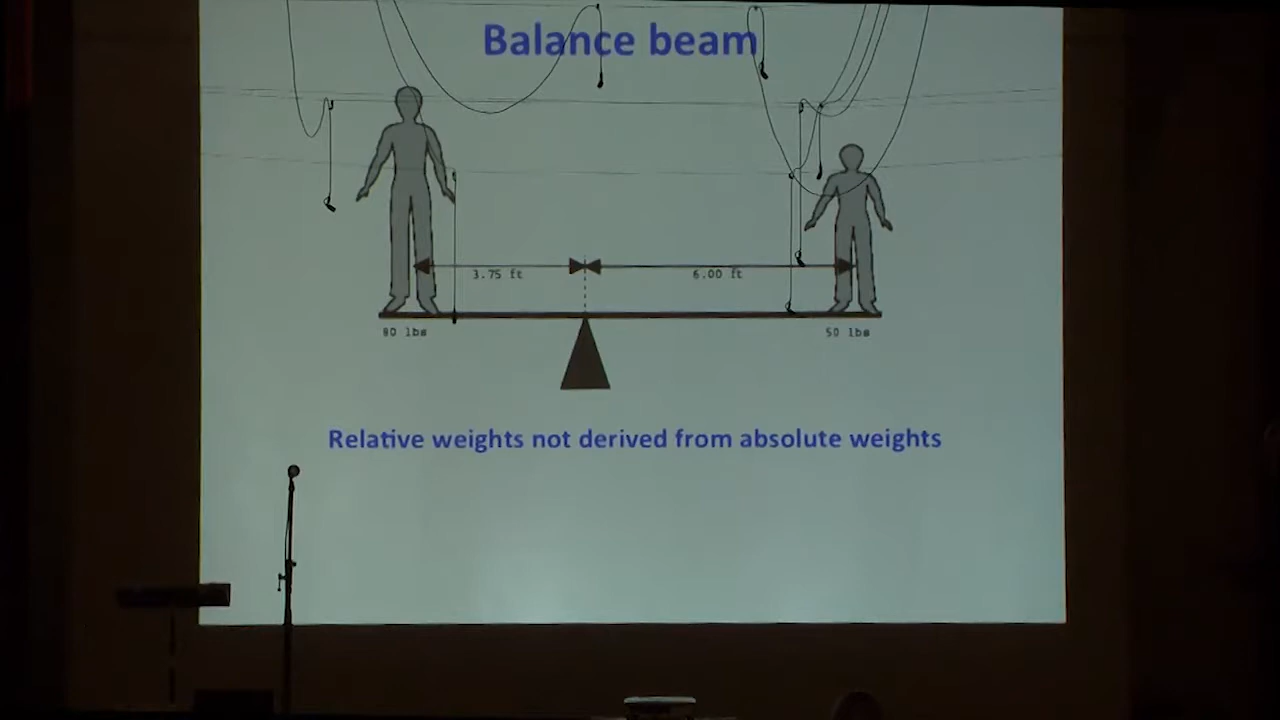 Balance beam
3.75 ft
6.00 ft
80 lbs
50 lbs
Relative weights not derived from absolute weights